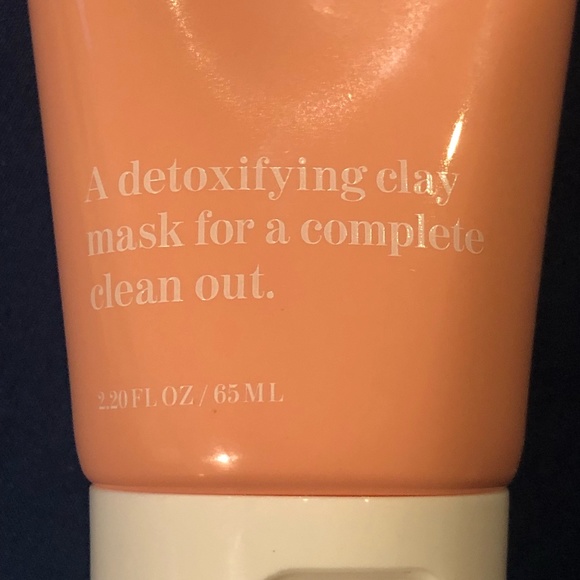 A detoxifying clay
mask for a complete
clean out.
2.20 FL OZ / 65 ML